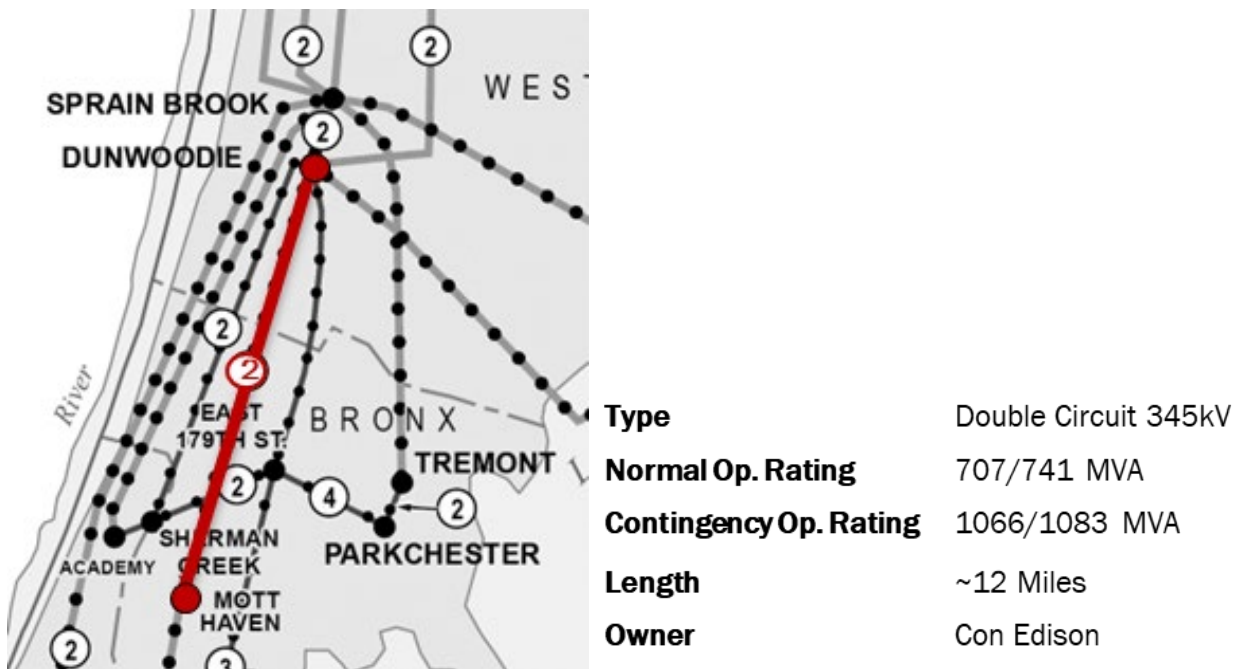 2
2
WEST
SPRAIN BROOK
2
DUNWOODIE
2
2
River
EAST
179TH ST.
BRONX
TREMONT
2
4
2
SHERMAN
CREEK
ACADEMY
PARKCHESTER
MOTT
HAVEN
2
3
Type Double Circuit 345kV
Normal Op. Rating 707/741 MVA
Contingency Op. Rating 1066/1083 MVA
Length ~12 Miles
Owner Con Edison